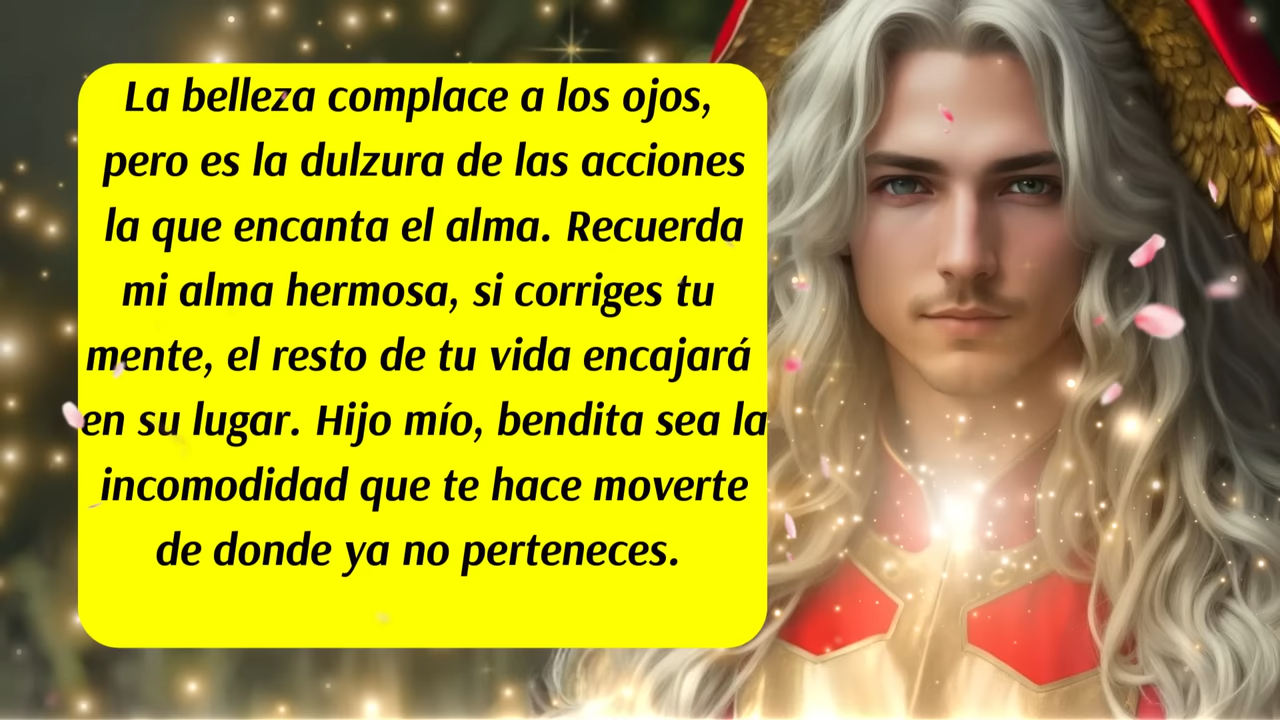 La belleza complace a los ojos,
pero es la dulzura de las acciones
la que encanta el alma. Recuerda
mi alma hermosa, si corriges tu
mente, el resto de tu vida encajará
en su lugar. Hijo mío, bendita sea la
incomodidad que te hace moverte
de donde ya no perteneces.